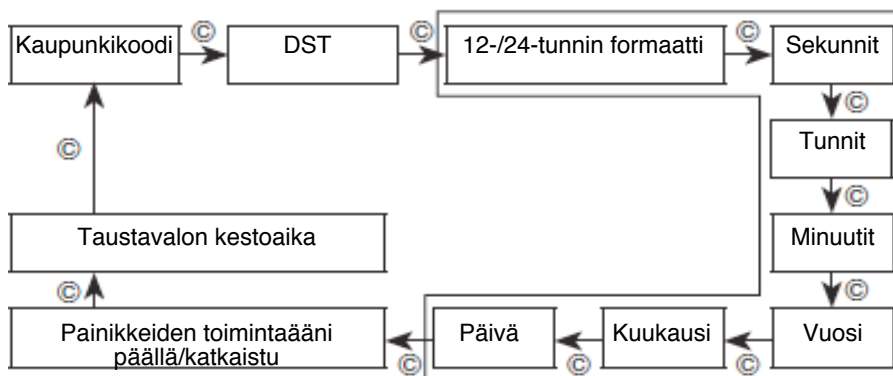 Kaupunkikoodi © DST © 12-/24-tunnin formaatti © Sekunnit
©
Tunnit
©
Minuutit
©
Vuosi
©
Kuukausi
©
Päivä
©
Painikkeiden toimintaääni
päällä/katkaistu
©
Taustavalon kestoaika
©